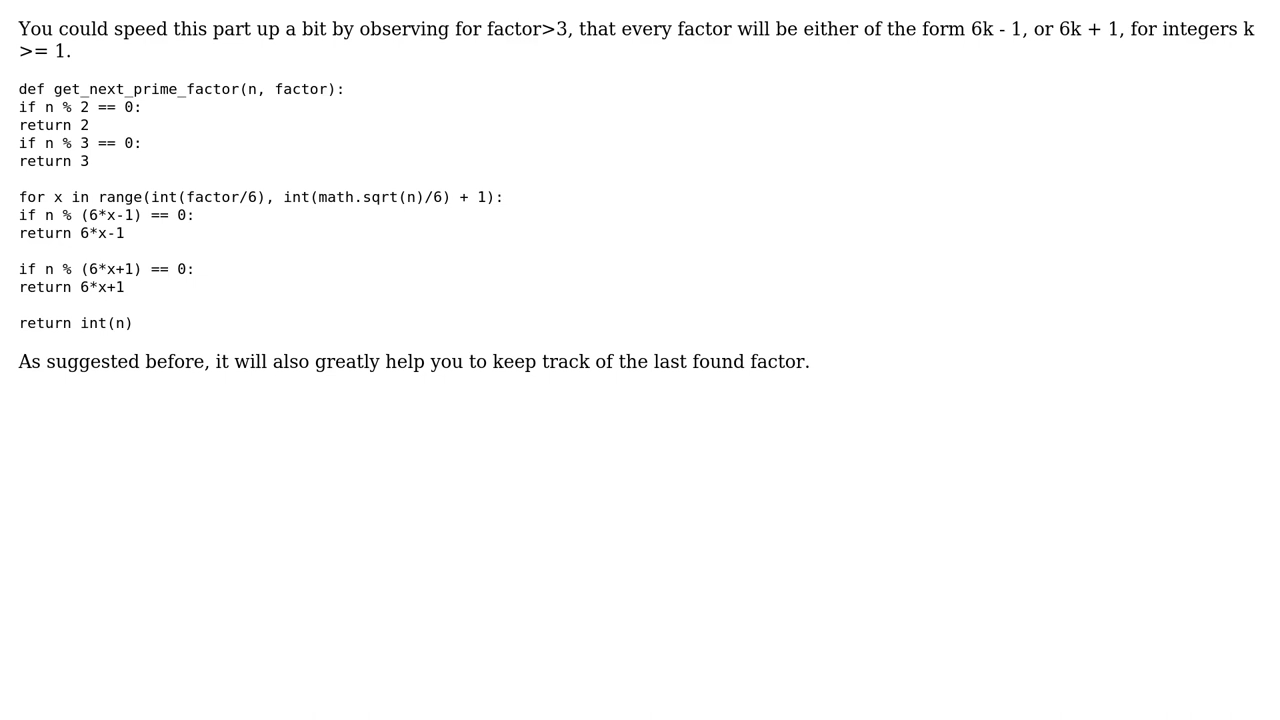 You could speed this part up a bit by observing for factor>3, that every factor will be either of the form 6k - 1, or 6k + 1, for integers k
>= 1.
def get_next_prime_factor(n, factor):
if n % 2 == 0:
return 2
if n % 3 == 0:
return 3
for x in range(int(factor/6), int(math.sqrt(n)/6) + 1):
if n % (6*x-1) == 0:
return 6*x-1
if n % (6*x+1) == 0:
return 6*x+1
return int(n)
As suggested before, it will also greatly help you to keep track of the last found factor.